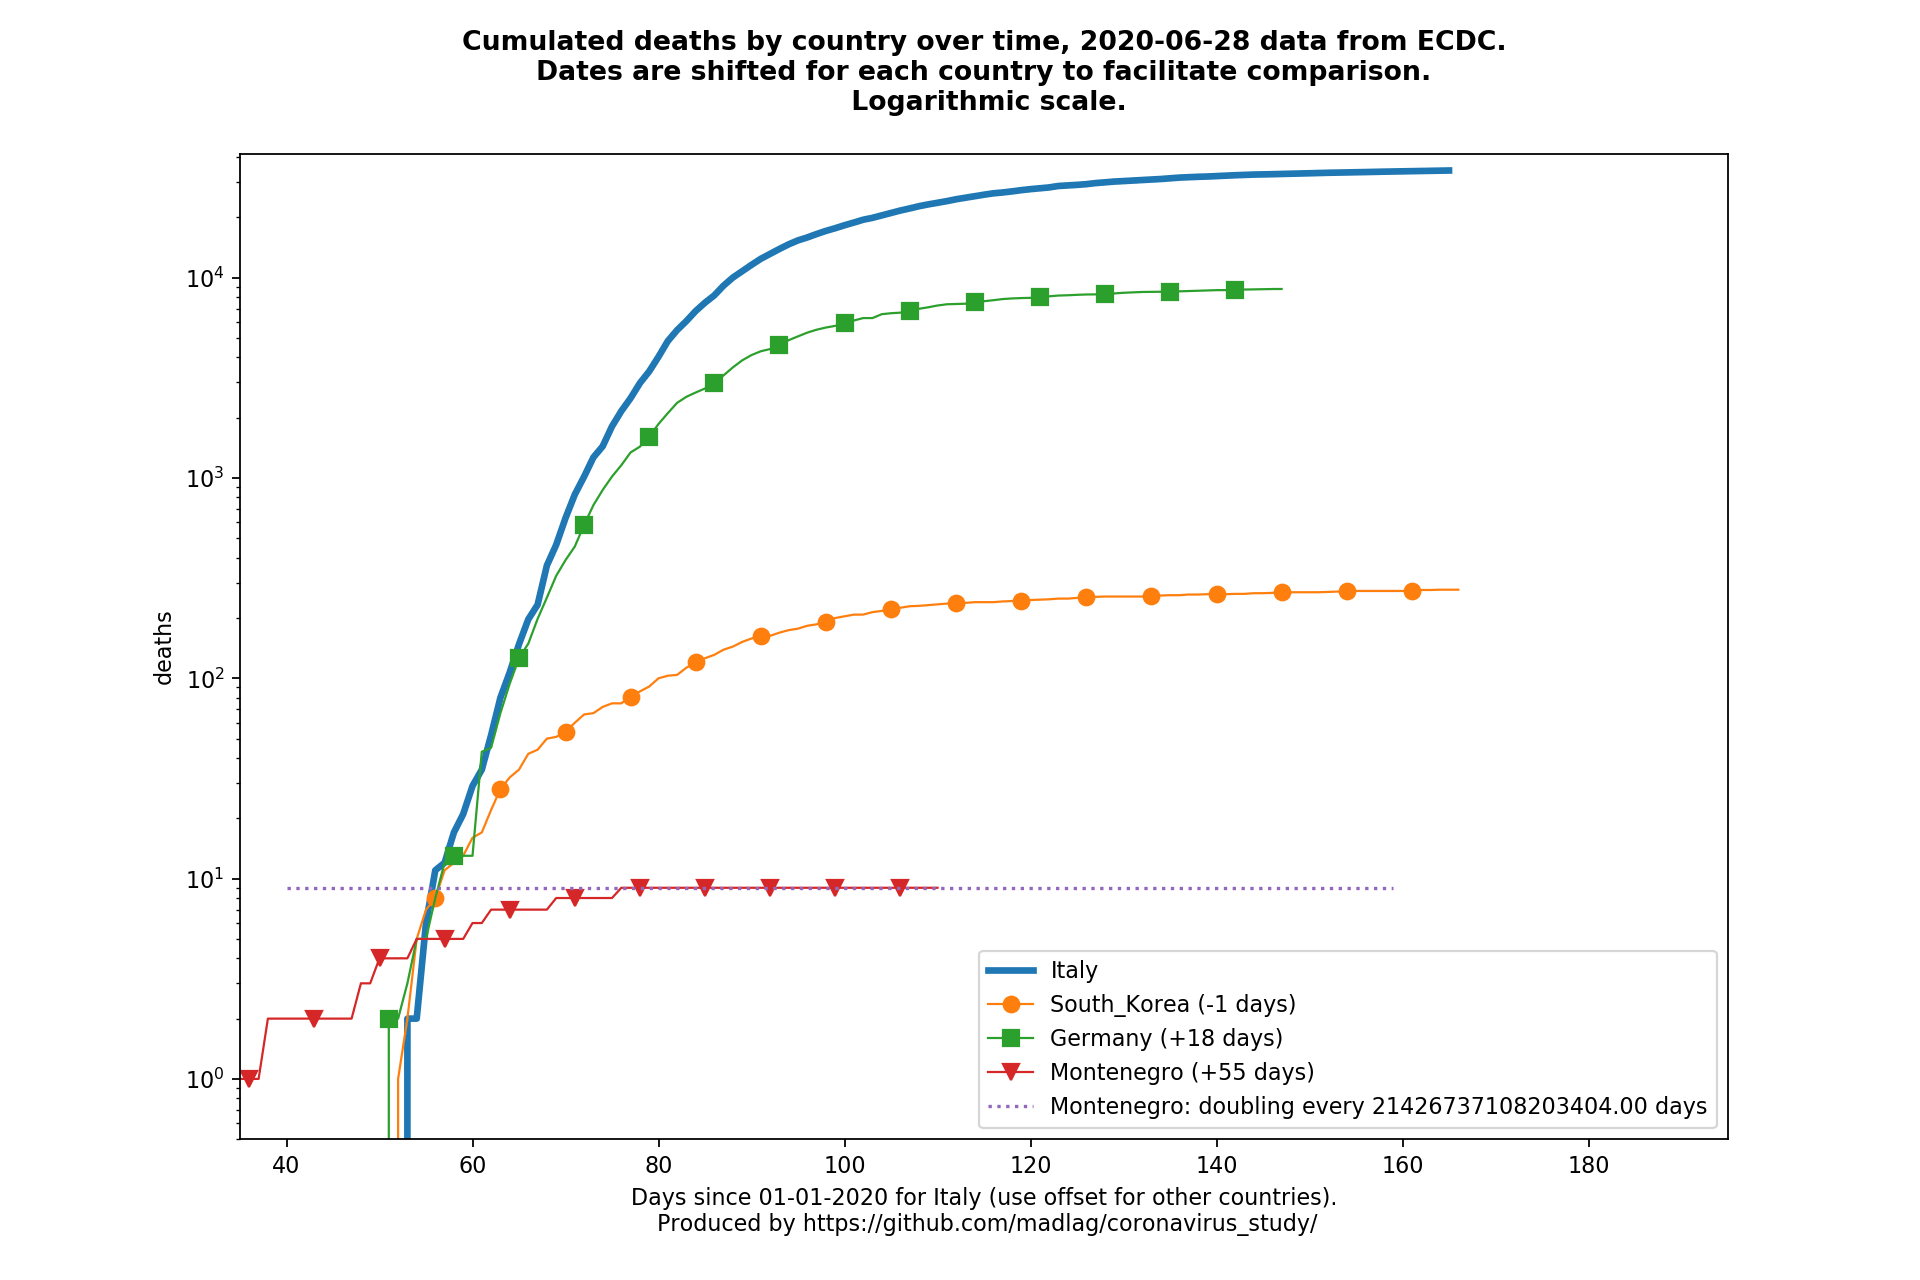 Cumulated deaths by country over time, 2020-06-28 data from ECDC.
Dates are shifted for each country to facilitate comparison.
Logarithmic scale.
10^4
10^3
10^2
10^1
10^0
deaths
Italy
South_Korea (-1 days)
Germany (+18 days)
Montenegro (+55 days)
Montenegro: doubling every 21426737108203404.00 days
40 60 80 100 120 140 160 180
Days since 01-01-2020 for Italy (use offset for other countries).
Produced by https://github.com/madlag/coronavirus_study/